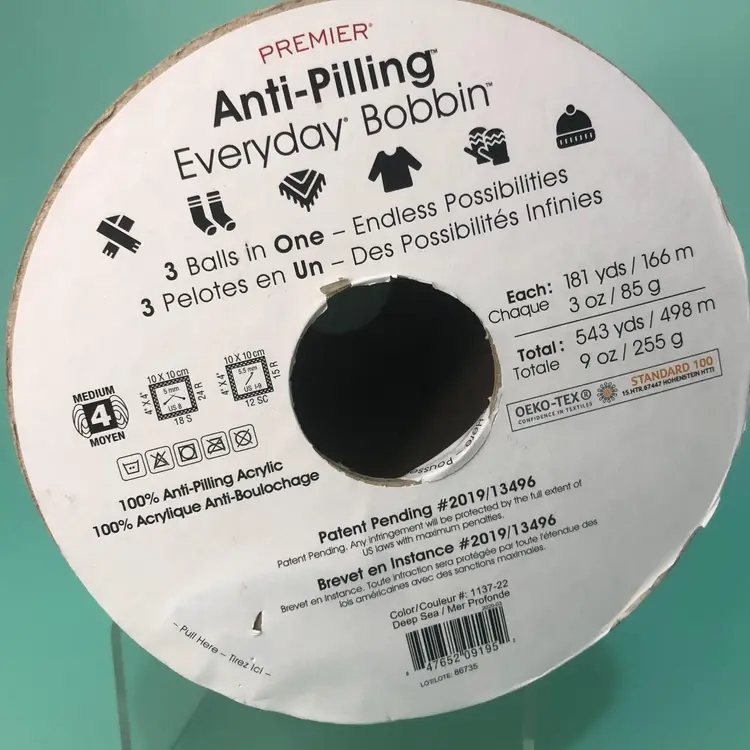 PREMIER®
Anti-Pilling™
Everyday® Bobbin™
3 Balls in One – Endless Possibilities
3 Pelotes en Un – Des Possibilités Infinies
Each: 181 yds / 166 m
Chaque 3 oz / 85 g
Total: 543 yds / 498 m
Totale 9 oz / 255 g
OEKO-TEX® STANDARD 100
CONFIDENCE IN TEXTILES 15.HTR.87447 HOHENSTEIN HTTI
MEDIUM
4
MOYEN
10 X 10 cm
4"X 4"
5 mm
US 8
24 R
18 S
10 X 10 cm
4"X 4"
5.5 mm
US I-9
15 R
12 SC
100% Anti-Pilling Acrylic
100% Acrylique Anti-Boulochage
Here – Pousse
Patent Pending #2019/13496
Patent Pending. Any infringement will be protected by the full extent of
US laws with maximum penalties.
Brevet en Instance #2019/13496
Brevet en Instance. Toute infraction sera protégée par toute l'étendue des
lois américaines avec des sanctions maximales.
Color/Couleur #: 1137-22
Deep Sea / Mer Profonde
47652 09195
LOT/LOTE: 86735
– Pull Here – Tirez Ici –